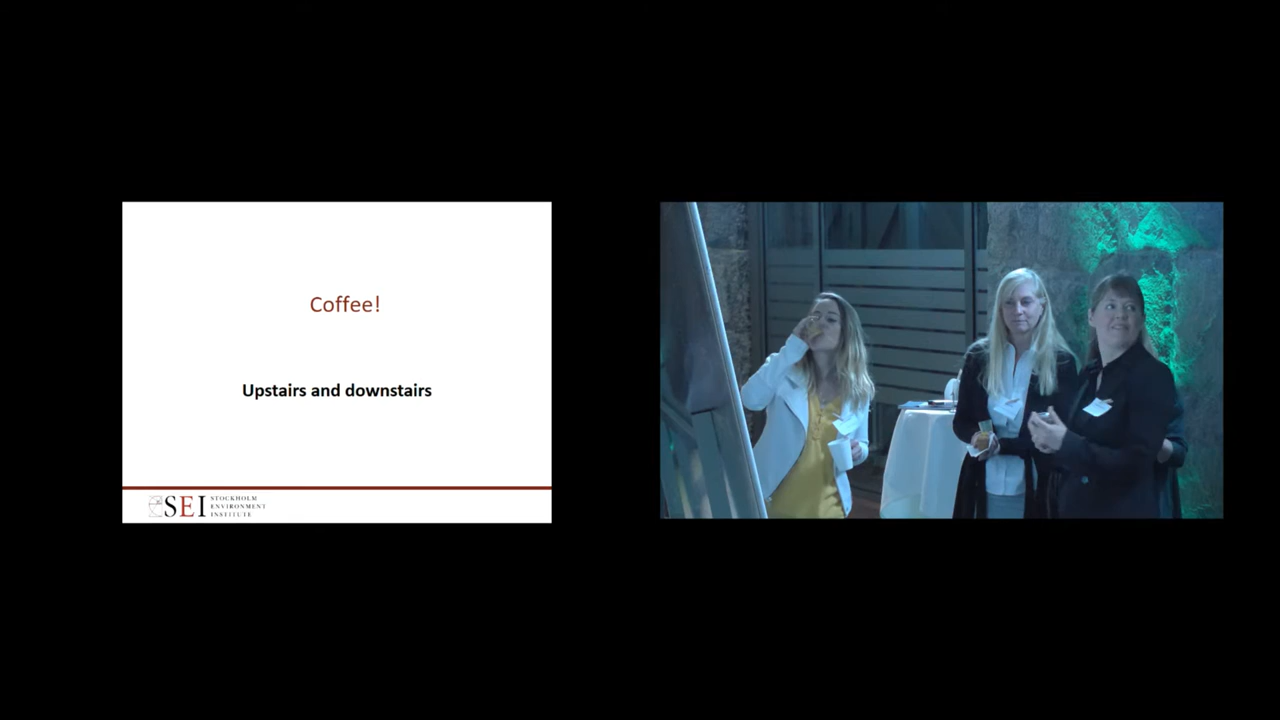 Coffee!
Upstairs and downstairs
SEI
STOCKHOLM
ENVIRONMENT
INSTITUTE